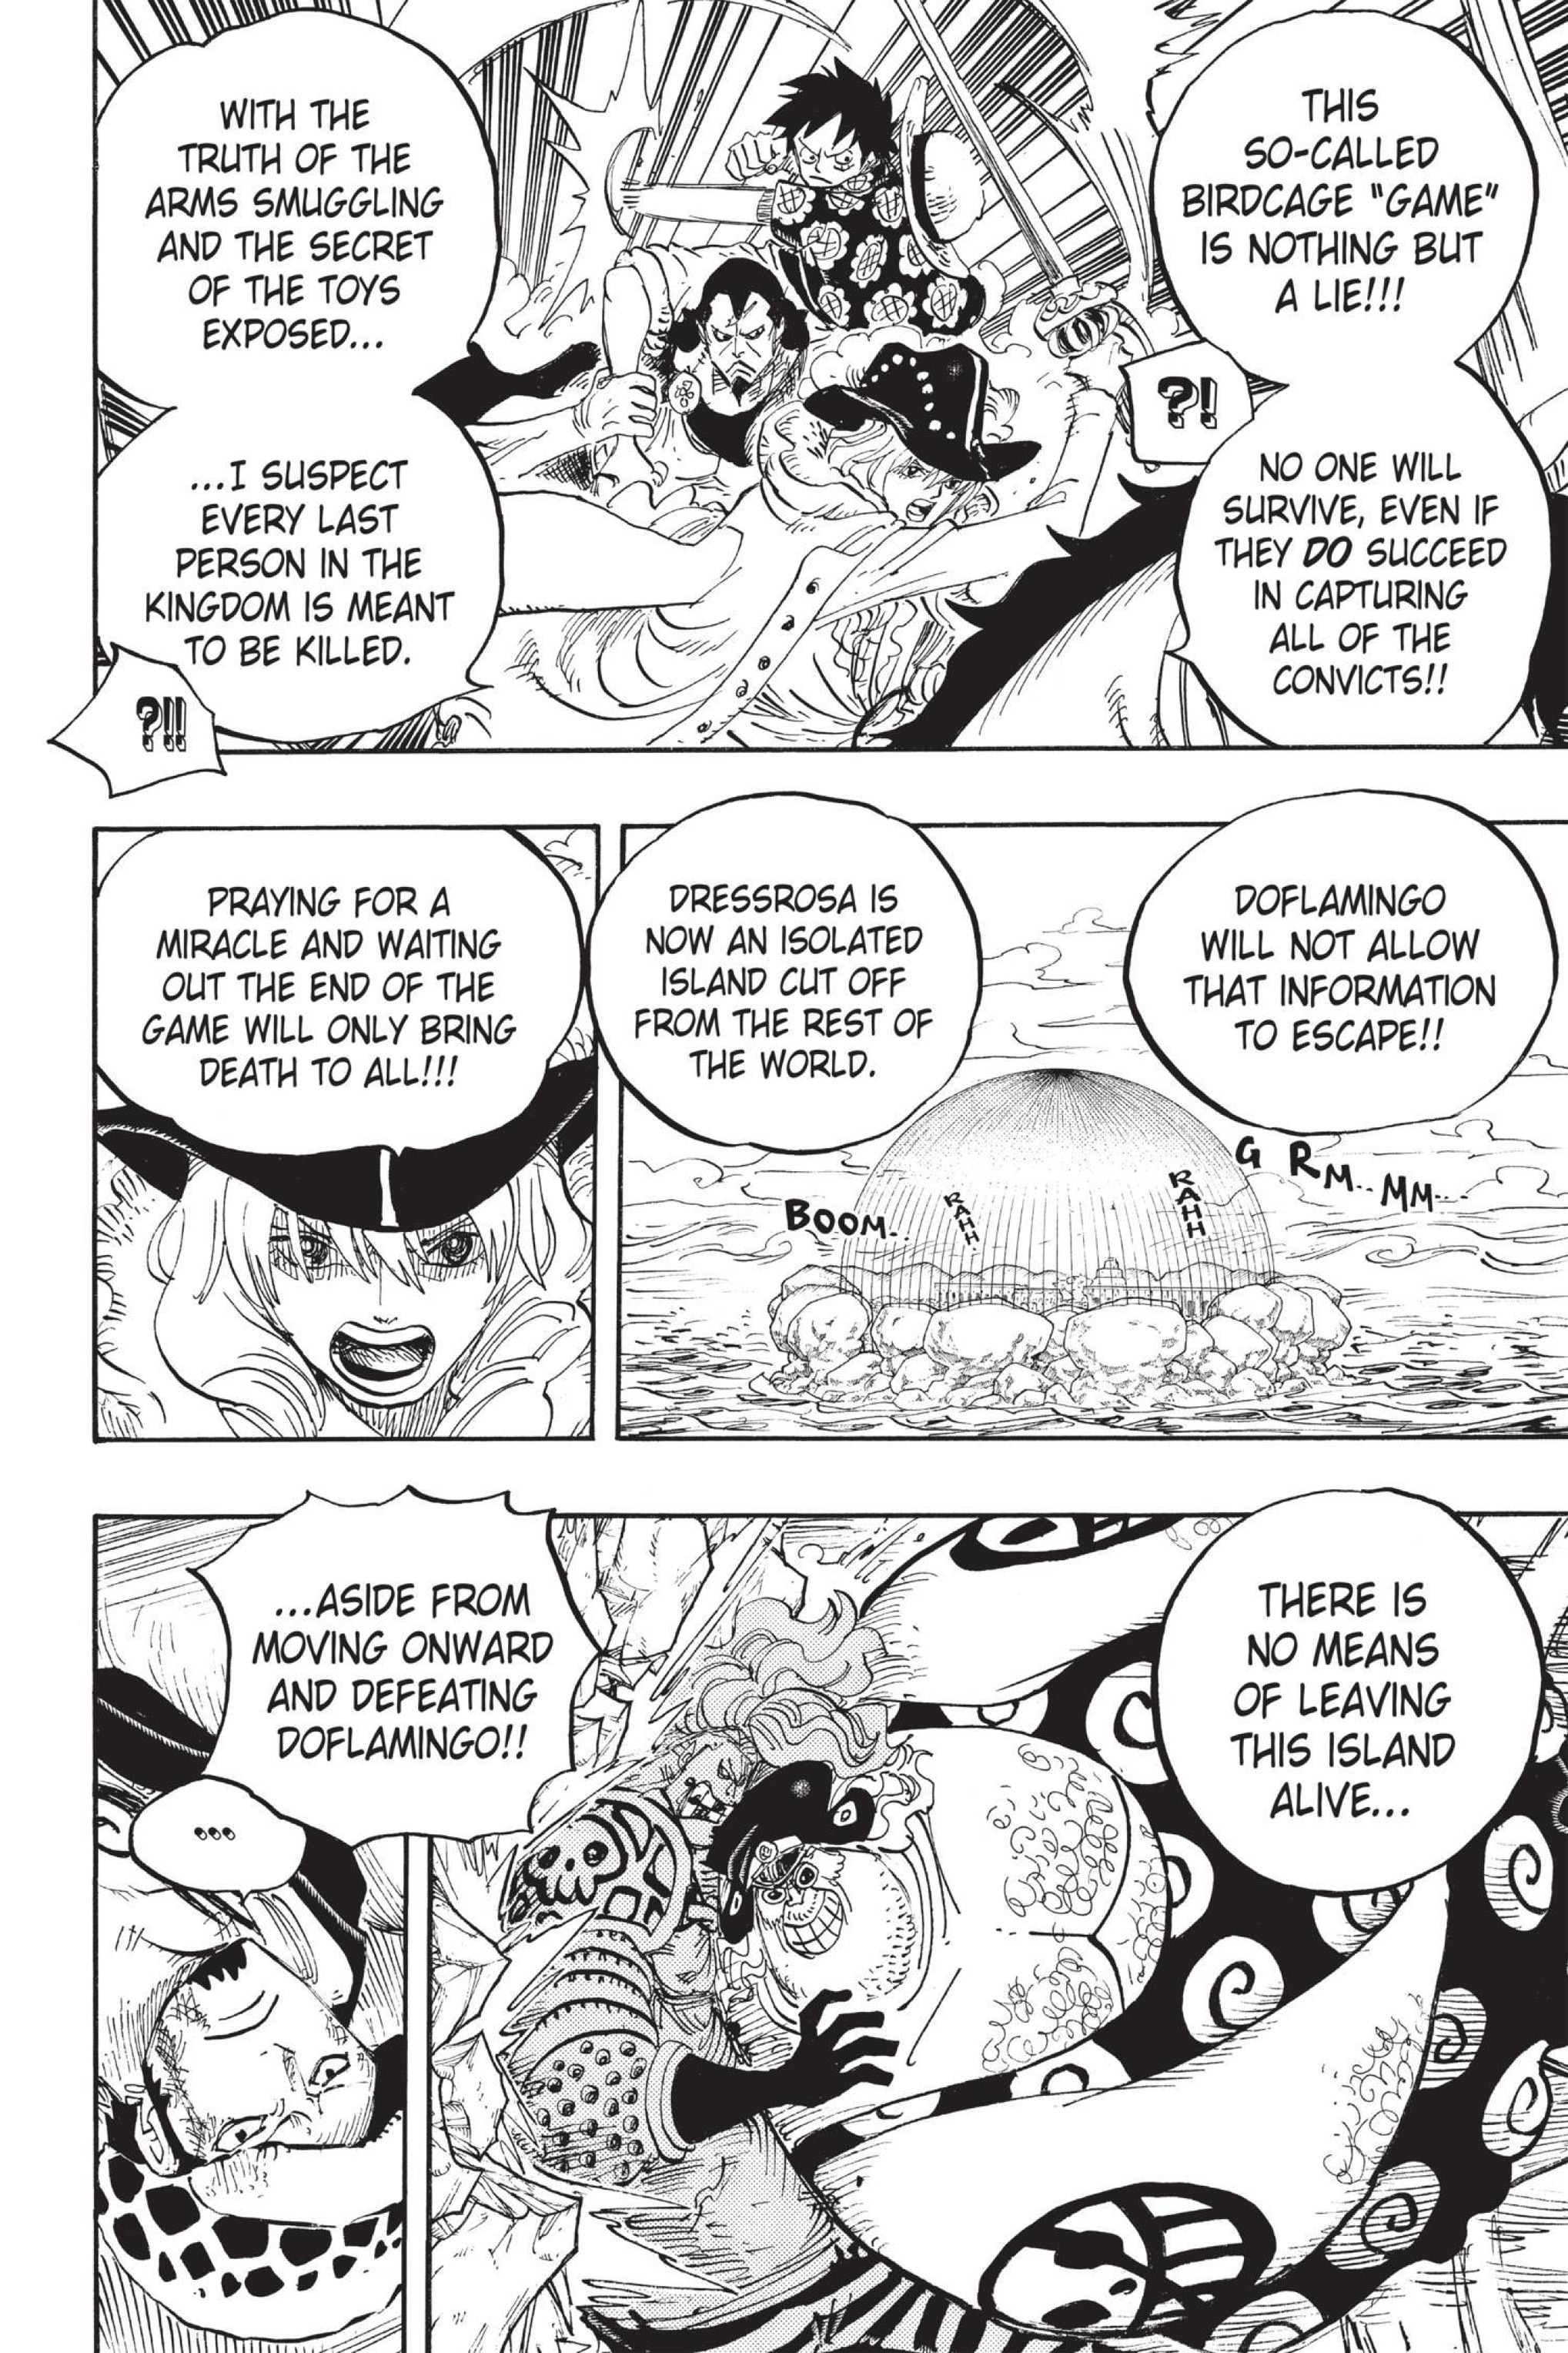 THIS
SO-CALLED
BIRDCAGE "GAME"
IS NOTHING BUT
A LIE!!!
?!
NO ONE WILL
SURVIVE, EVEN IF
THEY DO SUCCEED
IN CAPTURING
ALL OF THE
CONVICTS!!
WITH THE
TRUTH OF THE
ARMS SMUGGLING
AND THE SECRET
OF THE TOYS
EXPOSED...
...I SUSPECT
EVERY LAST
PERSON IN THE
KINGDOM IS MEANT
TO BE KILLED.
?!!
DOFLAMINGO
WILL NOT ALLOW
THAT INFORMATION
TO ESCAPE!!
DRESSROSA IS
NOW AN ISOLATED
ISLAND CUT OFF
FROM THE REST OF
THE WORLD.
GRM..MM...
RAHH
RAHH
BOOM..
PRAYING FOR A
MIRACLE AND WAITING
OUT THE END OF THE
GAME WILL ONLY BRING
DEATH TO ALL!!!
THERE IS
NO MEANS
OF LEAVING
THIS ISLAND
ALIVE...
...ASIDE FROM
MOVING ONWARD
AND DEFEATING
DOFLAMINGO!!
...